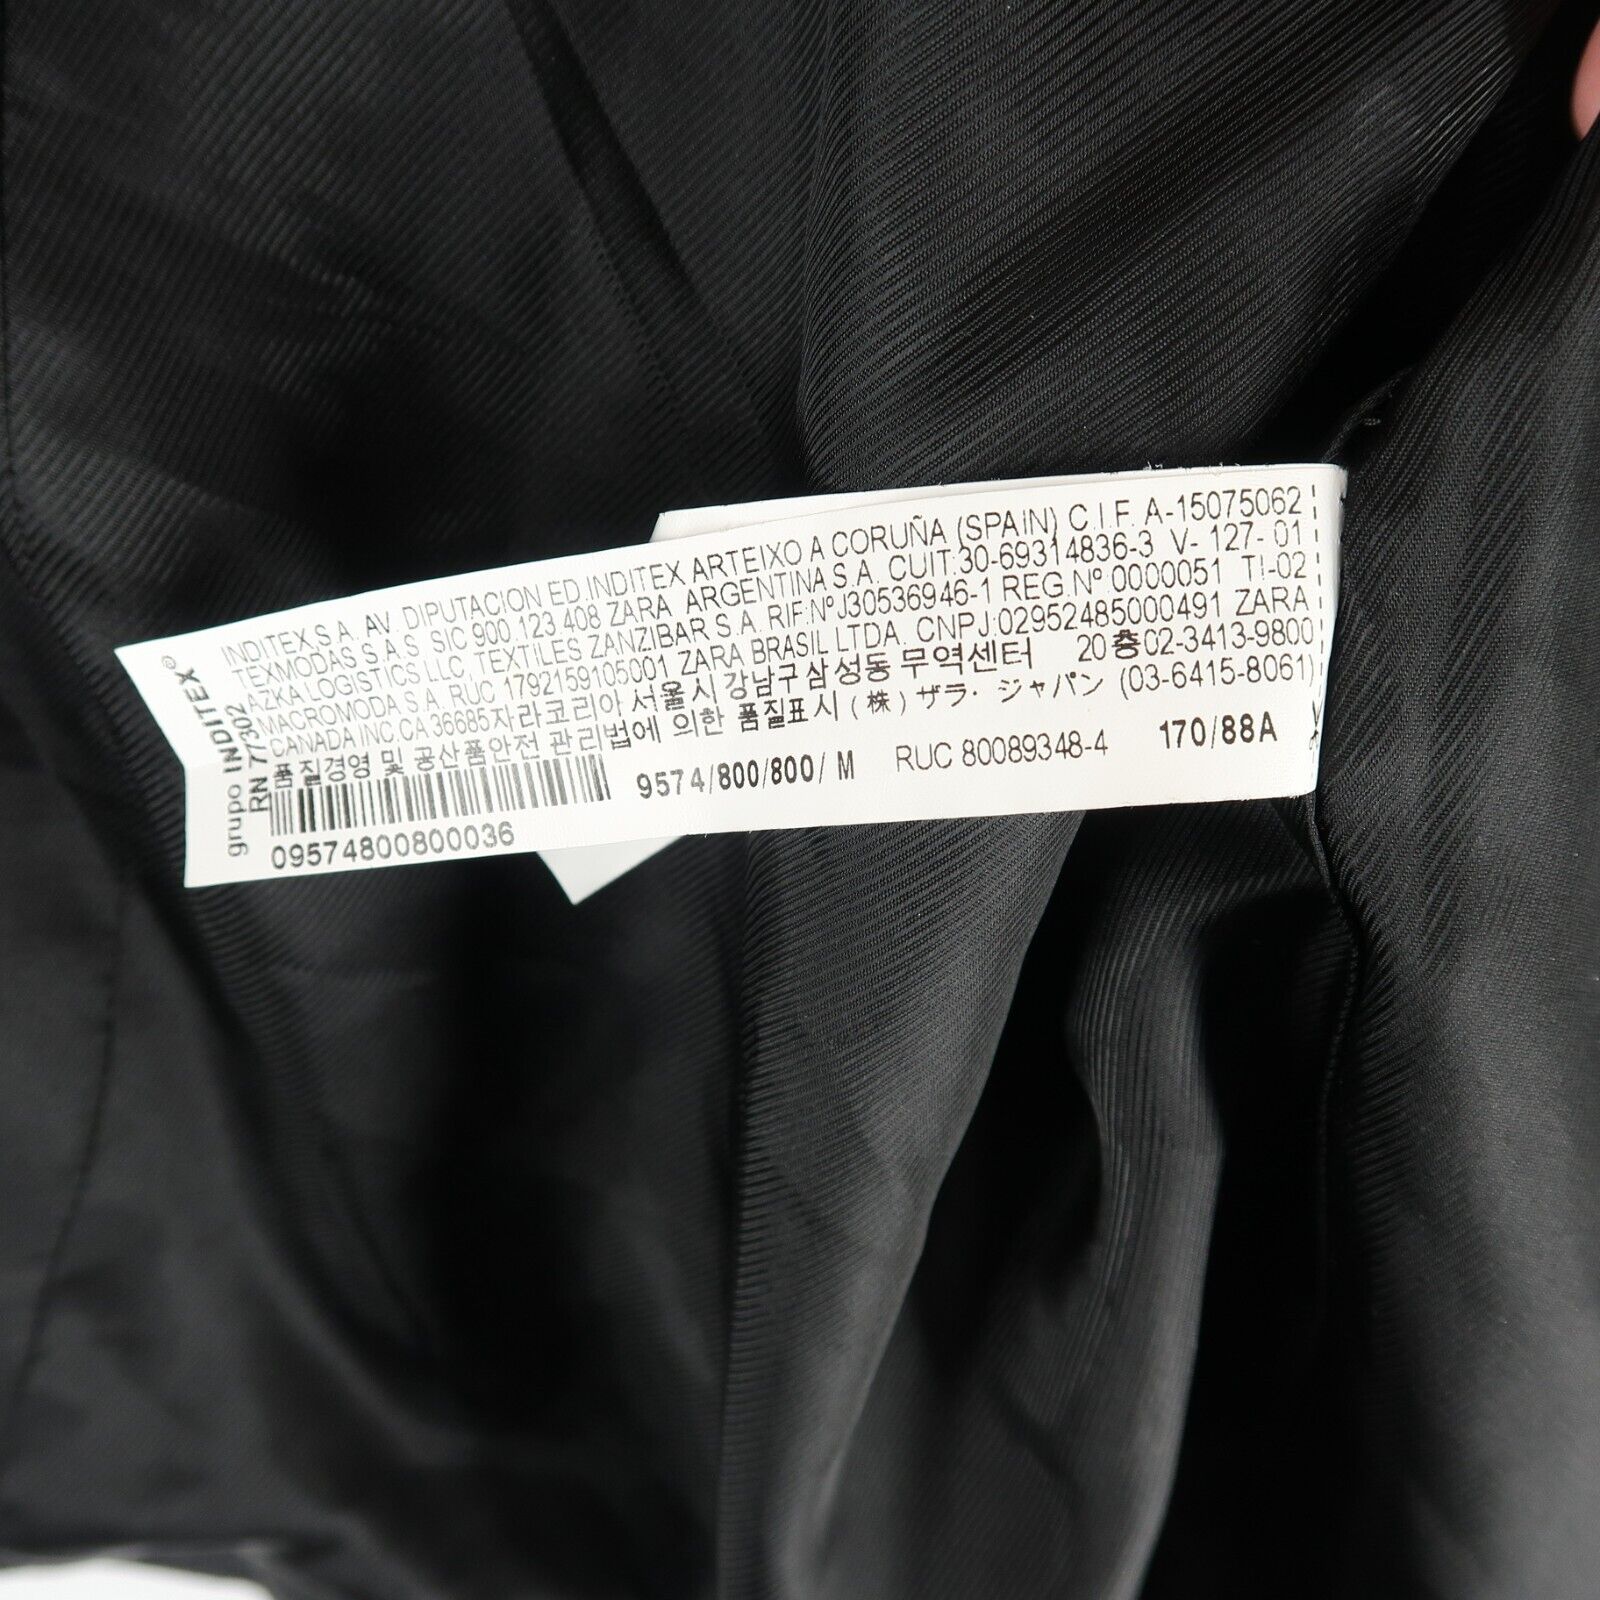 INDITEX S.A. AV. DIPUTACION ED.INDITEX ARTEIXO A CORUÑA (SPAIN) C.I.F. A-15075062
TEXMODAS S.A.S. SIC 900.123.408 ZARA ARGENTINA S.A. CUIT:30-69314836-3 V- 127- 01
AZKA LOGISTICS LLC, TEXTILES ZANZIBAR S.A. RIF:Nº J30536946-1 REG.Nº:0000051 TI-02
MACROMODA S.A. RUC 1792159105001 ZARA BRASIL LTDA. CNPJ:02952485000491 ZARA
CANADA INC.CA 36685자라코리아 서울시 강남구 삼성동 무역센터 20층02-3413-9800
품질경영 및 공산품안전 관리법에 의한 품질표시 (株) ザラ・ジャパン (03-6415-8061)
9574/800/800/ M RUC 80089348-4 170/88A
09574800800036
grupo INDITEX®
RN 77302